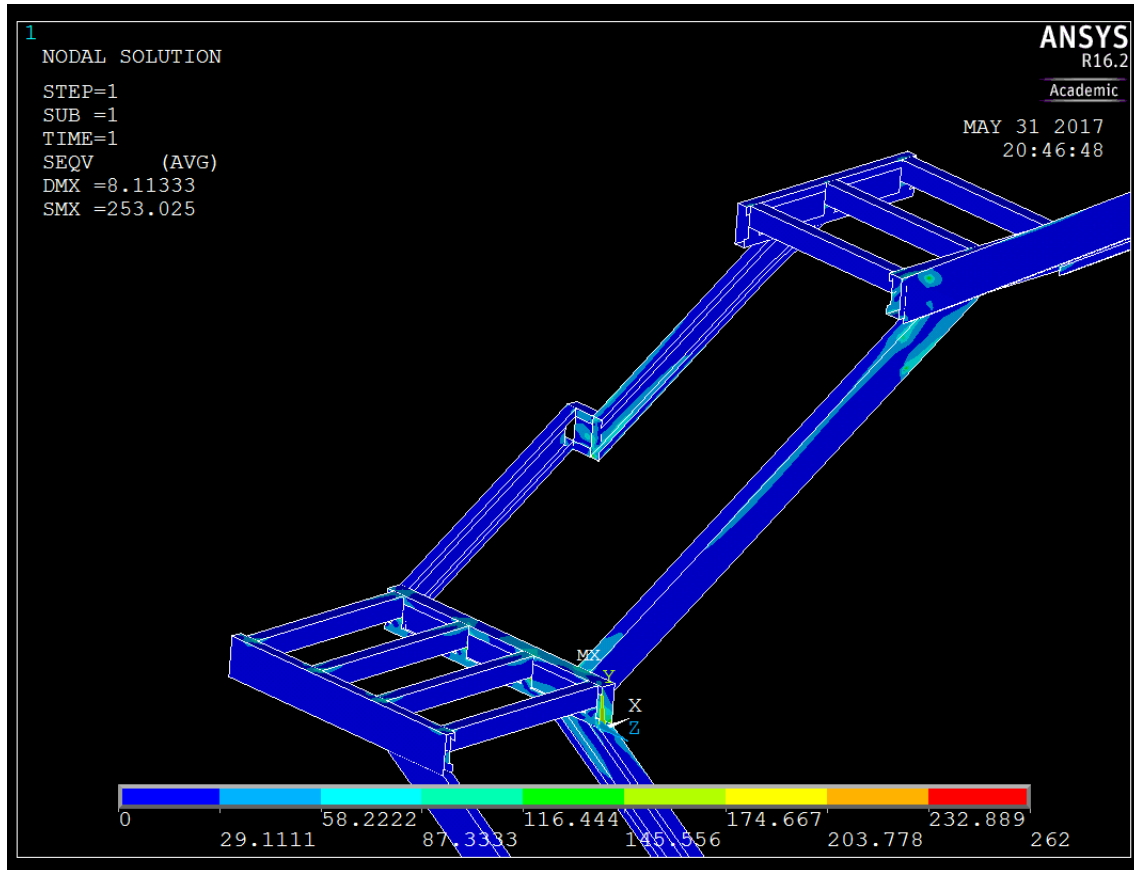 1
NODAL SOLUTION
STEP=1
SUB =1
TIME=1
SEQV (AVG)
DMX =8.11333
SMX =253.025
ANSYS
R16.2
Academic
MAY 31 2017
20:46:48
MX
Y
X
Z
0 58.2222 116.444 174.667 232.889
29.1111 87.3333 145.556 203.778 262